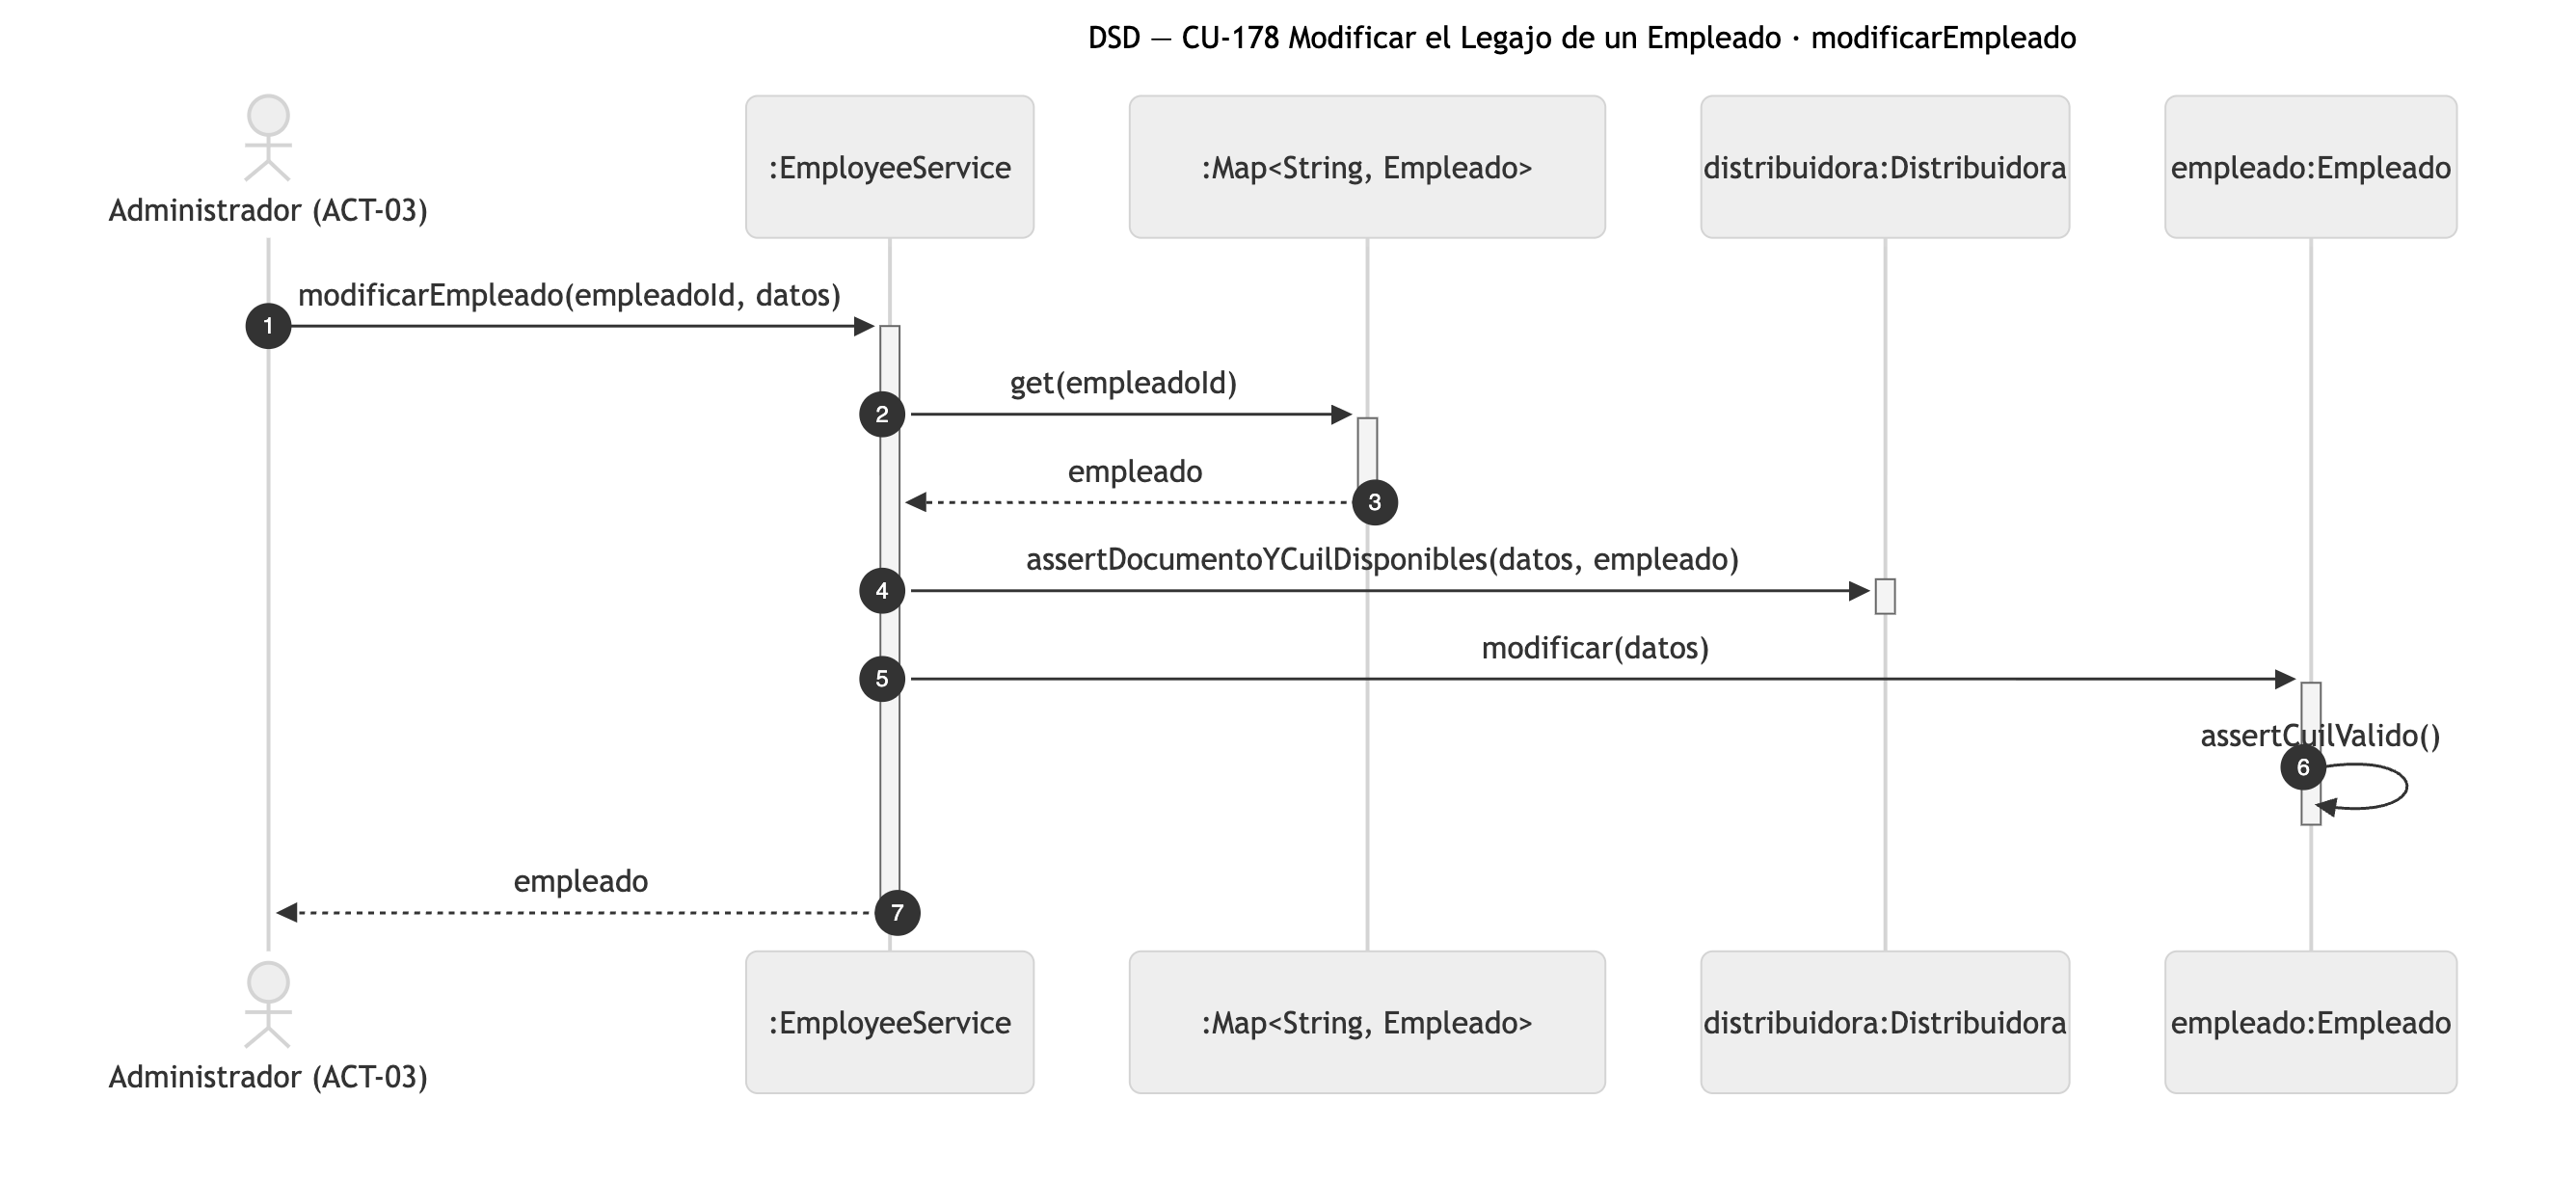 DSD — CU-178 Modificar el Legajo de un Empleado · modificarEmpleado
Administrador (ACT-03)
:EmployeeService
:Map<String, Empleado>
distribuidora:Distribuidora
empleado:Empleado
modificarEmpleado(empleadoId, datos)
1
get(empleadoId)
2
empleado
3
assertDocumentoYCuilDisponibles(datos, empleado)
4
modificar(datos)
5
assertCuilValido()
6
empleado
7
Administrador (ACT-03)
:EmployeeService
:Map<String, Empleado>
distribuidora:Distribuidora
empleado:Empleado